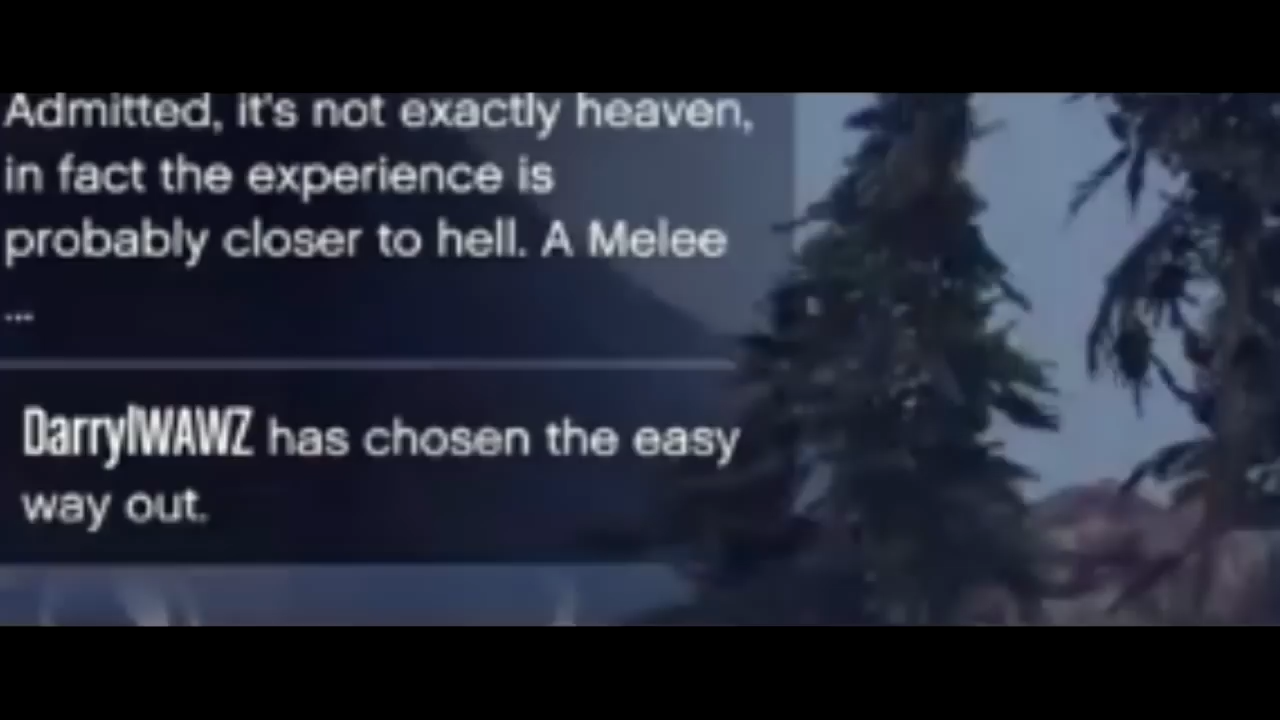 Admitted, it's not exactly heaven,
in fact the experience is
probably closer to hell. A Melee
...
DarrylWAWZ has chosen the easy
way out.